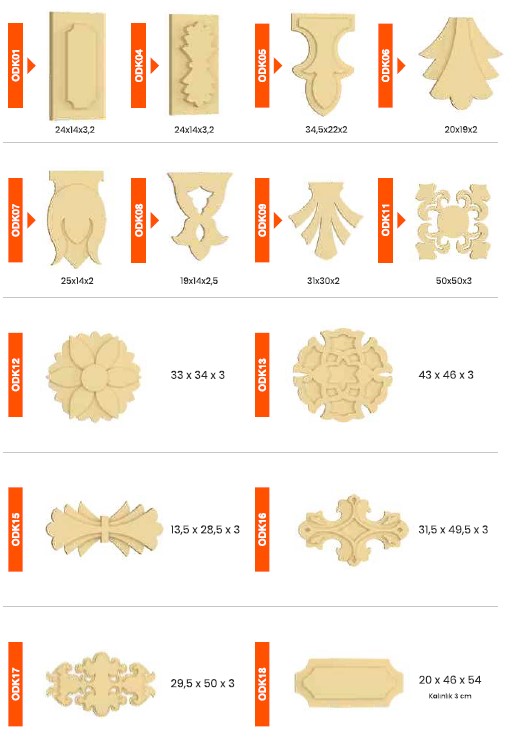 ODK01
ODK04
ODK05
ODK06
24x14x3,2
24x14x3,2
34,5x22x2
20x19x2
ODK07
ODK08
ODK09
ODK11
25x14x2
19x14x2,5
31x30x2
50x50x3
ODK12
33 x 34 x 3
ODK13
43 x 46 x 3
ODK15
13,5 x 28,5 x 3
ODK16
31,5 x 49,5 x 3
ODK17
29,5 x 50 x 3
ODK18
20 x 46 x 54
Kalınlık 3 cm